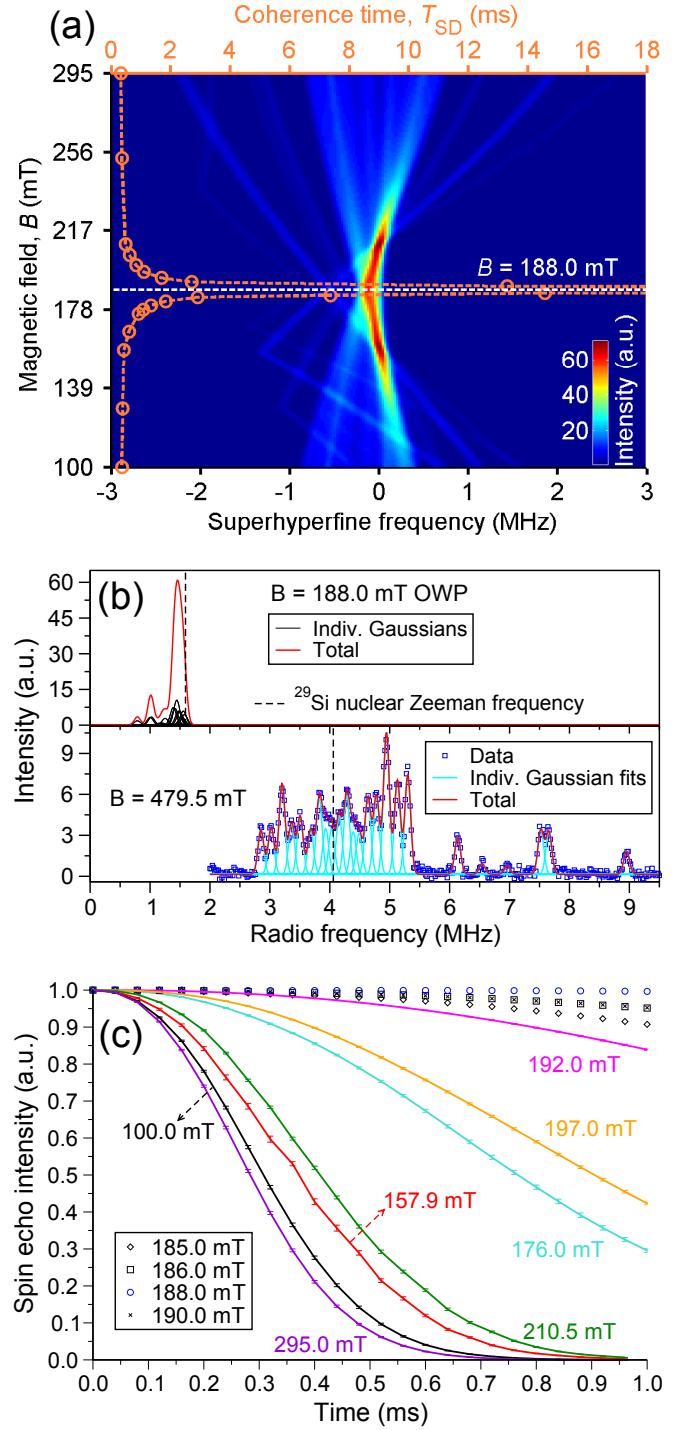 (a)
Coherence time, T_SD (ms)
0 2 4 6 8 10 12 14 16 18
Magnetic field, B (mT)
295
256
217
178
139
100
B = 188.0 mT
Intensity (a.u.)
60
40
20
-3 -2 -1 0 1 2 3
Superhyperfine frequency (MHz)
(b)
Intensity (a.u.)
60
45
30
15
0
B = 188.0 mT OWP
Indiv. Gaussians
Total
29Si nuclear Zeeman frequency
9
6
3
0
B = 479.5 mT
Data
Indiv. Gaussian fits
Total
0 1 2 3 4 5 6 7 8 9
Radio frequency (MHz)
(c)
Spin echo intensity (a.u.)
1.0
0.9
0.8
0.7
0.6
0.5
0.4
0.3
0.2
0.1
0.0
192.0 mT
197.0 mT
100.0 mT
157.9 mT
176.0 mT
185.0 mT
186.0 mT
188.0 mT
190.0 mT
210.5 mT
295.0 mT
0.0 0.1 0.2 0.3 0.4 0.5 0.6 0.7 0.8 0.9 1.0
Time (ms)